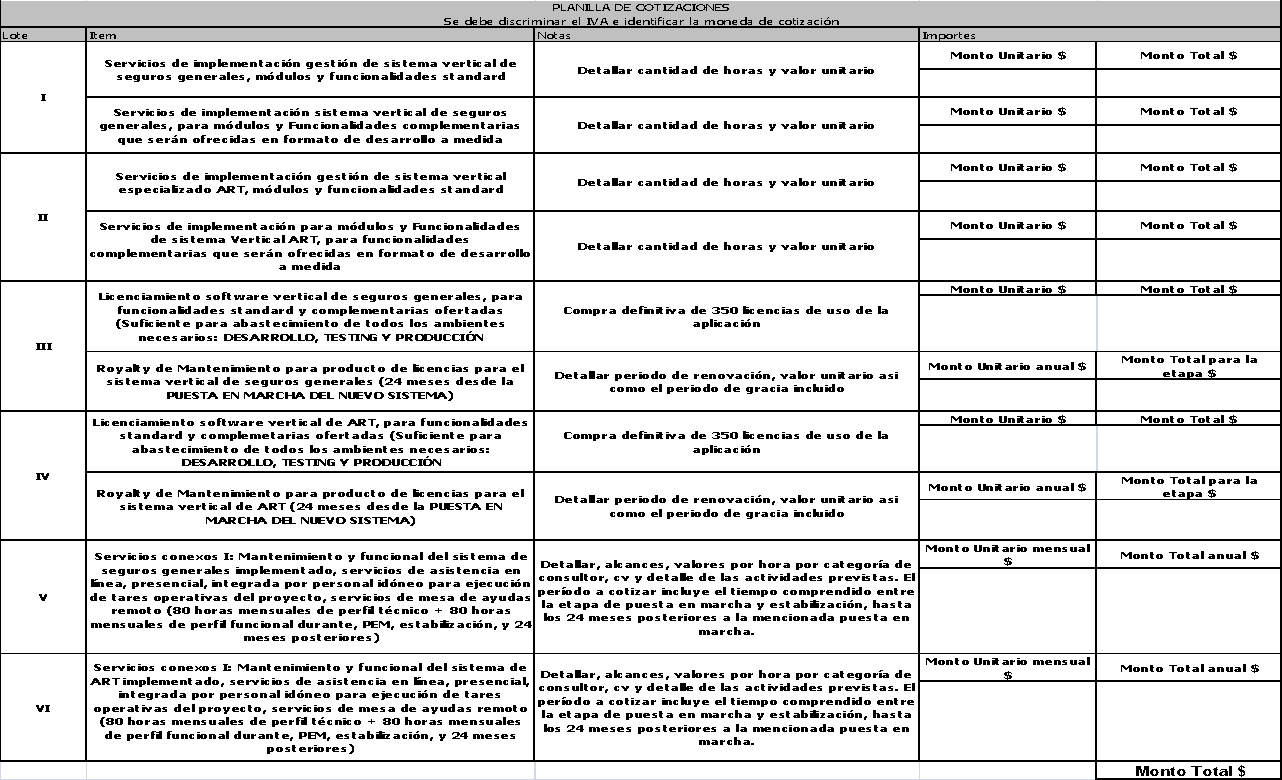 PLANILLA DE COTIZACIONES
Se debe discriminar el IVA e identificar la moneda de cotización
Lote Item Notas Importes
I
Servicios de implementación gestión de sistema vertical de
seguros generales, módulos y funcionalidades standard
Detallar cantidad de horas y valor unitario
Monto Unitario $ Monto Total $
Servicios de implementación sistema vertical de seguros
generales, para módulos y Funcionalidades complementarias
que serán ofrecidas en formato de desarrollo a medida
Detallar cantidad de horas y valor unitario
Monto Unitario $ Monto Total $
II
Servicios de implementación gestión de sistema vertical
especializado ART, módulos y funcionalidades standard
Detallar cantidad de horas y valor unitario
Monto Unitario $ Monto Total $
Servicios de implementación para módulos y Funcionalidades
de sistema Vertical ART, para funcionalidades
complementarias que serán ofrecidas en formato de desarrollo
a medida
Detallar cantidad de horas y valor unitario
Monto Unitario $ Monto Total $
III
Licenciamiento software vertical de seguros generales, para
funcionalidades standard y complementarias ofertadas
(Suficiente para abastecimiento de todos los ambientes
necesarios: DESARROLLO, TESTING Y PRODUCCIÓN
Compra definitiva de 350 licencias de uso de la
aplicación
Monto Unitario $ Monto Total $
Royalty de Mantenimiento para producto de licencias para el
sistema vertical de seguros generales (24 meses desde la
PUESTA EN MARCHA DEL NUEVO SISTEMA)
Detallar periodo de renovación, valor unitario asi
como el periodo de gracia incluido
Monto Unitario anual $ Monto Total para la
etapa $
IV
Licenciamiento software vertical de ART, para funcionalidades
standard y complemetarias ofertadas (Suficiente para
abastecimiento de todos los ambientes necesarios:
DESARROLLO, TESTING Y PRODUCCIÓN
Compra definitiva de 350 licencias de uso de la
aplicación
Monto Unitario $ Monto Total $
Royalty de Mantenimiento para producto de licencias para el
sistema vertical de ART (24 meses desde la PUESTA EN
MARCHA DEL NUEVO SISTEMA)
Detallar periodo de renovación, valor unitario asi
como el periodo de gracia incluido
Monto Unitario anual $ Monto Total para la
etapa $
V
Servicios conexos I: Mantenimiento y funcional del sistema de
seguros generales implementado, servicios de asistencia en
línea, presencial, integrada por personal idóneo para ejecución
de tares operativas del proyecto, servicios de mesa de ayudas
remoto (80 horas mensuales de perfil técnico + 80 horas
mensuales de perfil funcional durante, PEM, estabilización, y 24
meses posteriores)
Detallar, alcances, valores por hora por categoría de
consultor, cv y detalle de las actividades previstas. El
período a cotizar incluye el tiempo comprendido entre
la etapa de puesta en marcha y estabilización, hasta
los 24 meses posteriores a la mencionada puesta en
marcha.
Monto Unitario mensual
$
Monto Total anual $
VI
Servicios conexos I: Mantenimiento y funcional del sistema de
ART implementado, servicios de asistencia en línea, presencial,
integrada por personal idóneo para ejecución de tares
operativas del proyecto, servicios de mesa de ayudas remoto
(80 horas mensuales de perfil técnico + 80 horas mensuales
de perfil funcional durante, PEM, estabilización, y 24 meses
posteriores)
Detallar, alcances, valores por hora por categoría de
consultor, cv y detalle de las actividades previstas. El
período a cotizar incluye el tiempo comprendido entre
la etapa de puesta en marcha y estabilización, hasta
los 24 meses posteriores a la mencionada puesta en
marcha.
Monto Unitario mensual
$
Monto Total anual $
Monto Total $